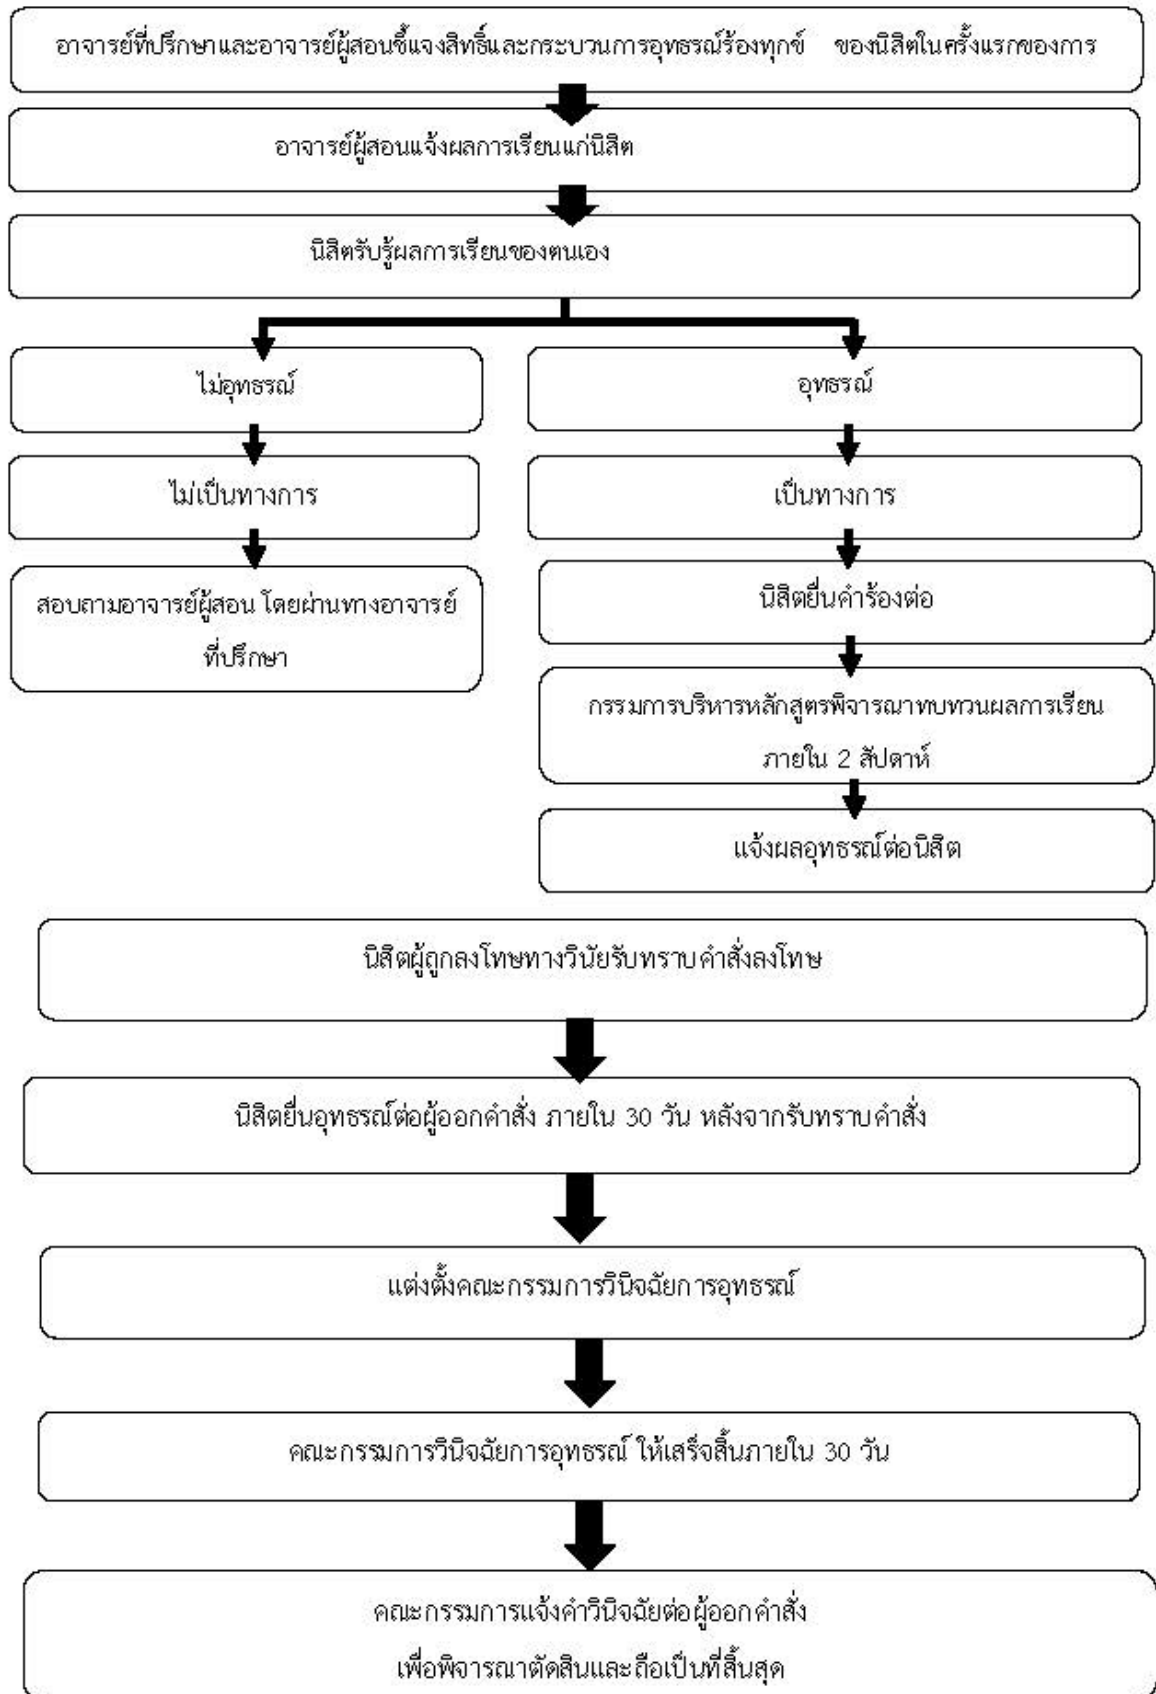 อาจารย์ที่ปรึกษาและอาจารย์ผู้สอนชี้แจงสิทธิ์และกระบวนการอุทธรณ์ร้องทุกข์ ของนิสิตในครั้งแรกของการ
อาจารย์ผู้สอนแจ้งผลการเรียนแก่นิสิต
นิสิตรับรู้ผลการเรียนของตนเอง
ไม่อุทธรณ์
อุทธรณ์
ไม่เป็นทางการ
เป็นทางการ
สอบถามอาจารย์ผู้สอน โดยผ่านทางอาจารย์
ที่ปรึกษา
นิสิตยื่นคำร้องต่อ
กรรมการบริหารหลักสูตรพิจารณาทบทวนผลการเรียน
ภายใน 2 สัปดาห์
แจ้งผลอุทธรณ์ต่อนิสิต
นิสิตผู้ถูกลงโทษทางวินัยรับทราบคำสั่งลงโทษ
นิสิตยื่นอุทธรณ์ต่อผู้ออกคำสั่ง ภายใน 30 วัน หลังจากรับทราบคำสั่ง
แต่งตั้งคณะกรรมการวินิจฉัยการอุทธรณ์
คณะกรรมการวินิจฉัยการอุทธรณ์ ให้เสร็จสิ้นภายใน 30 วัน
คณะกรรมการแจ้งคำวินิจฉัยต่อผู้ออกคำสั่ง
เพื่อพิจารณาตัดสินและถือเป็นที่สิ้นสุด